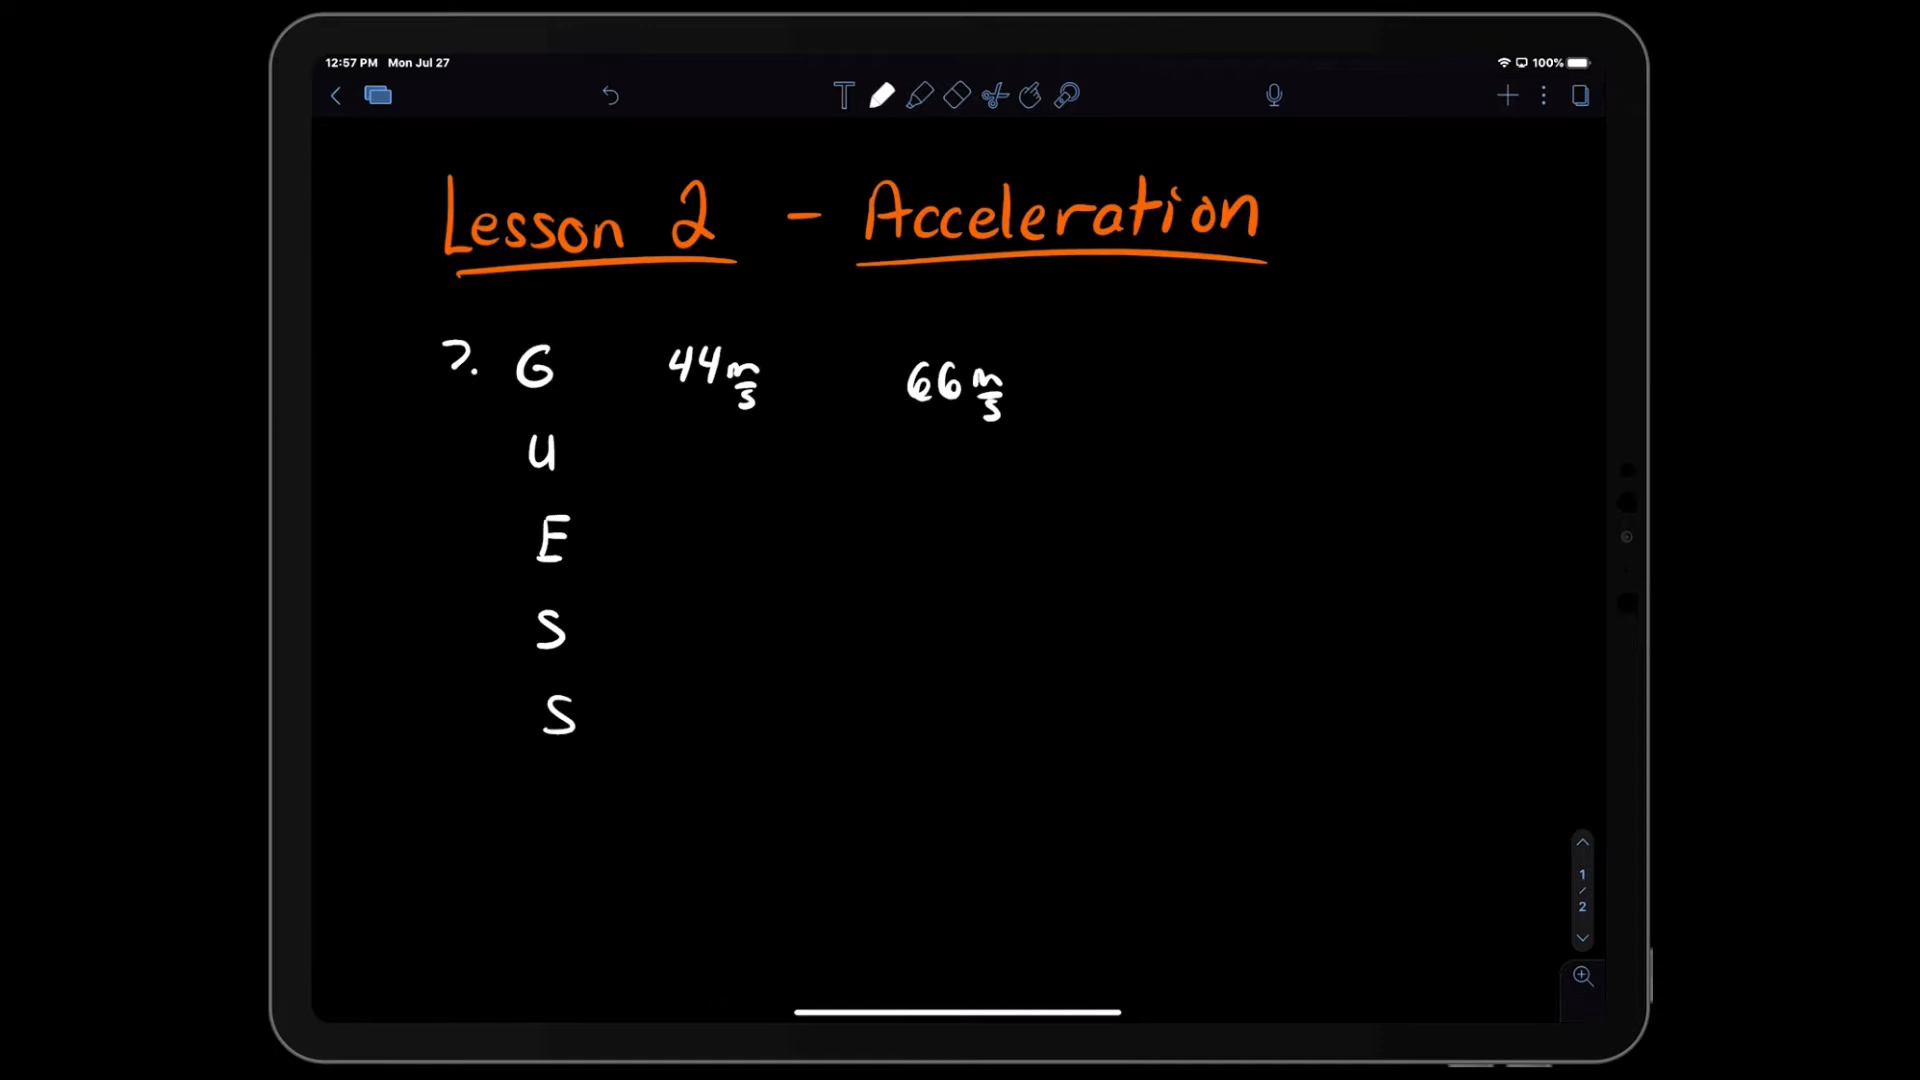 12:57 PM Mon Jul 27 100%
T
Lesson 2 - Acceleration
7. G 44 m/s 66 m/s
U
E
S
S
1
/
2